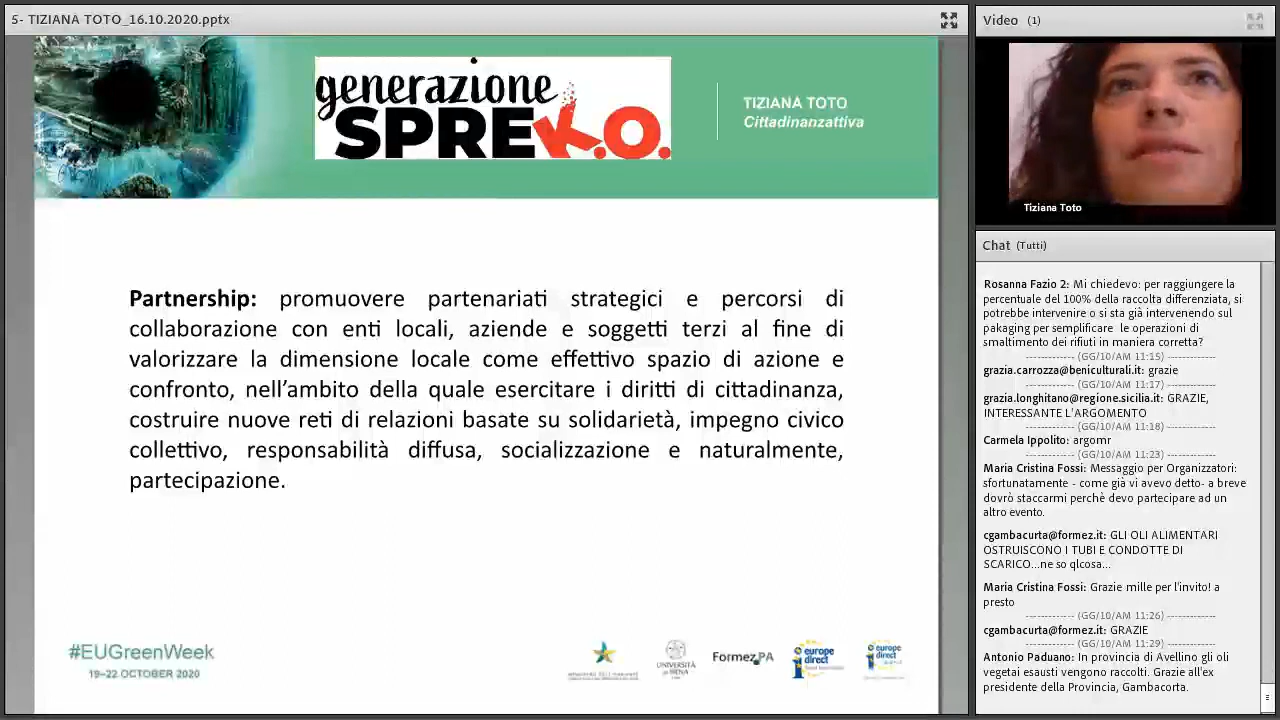 5- TIZIANA TOTO_16.10.2020.pptx
generazione
SPREK.O.
TIZIANA TOTO
Cittadinanzattiva
Partnership: promuovere partenariati strategici e percorsi di
collaborazione con enti locali, aziende e soggetti terzi al fine di
valorizzare la dimensione locale come effettivo spazio di azione e
confronto, nell'ambito della quale esercitare i diritti di cittadinanza,
costruire nuove reti di relazioni basate su solidarietà, impegno civico
collettivo, responsabilità diffusa, socializzazione e naturalmente,
partecipazione.
#EUGreenWeek
19–22 OCTOBER 2020
UNIVERSITÀ
DI SIENA
FormezPA
europe
direct
europe
direct
Video (1)
Tiziana Toto
Chat (Tutti)
Rosanna Fazio 2: Mi chiedevo: per raggiungere la
percentuale del 100% della raccolta differenziata, si
potrebbe intervenire o si sta già intervenendo sul
pakaging per semplificare le operazioni di
smaltimento dei rifiuti in maniera corretta?
------------ (GG/10/AM 11:15) ------------
grazia.carrozza@beniculturali.it: grazie
------------ (GG/10/AM 11:17) ------------
grazia.longhitano@regione.sicilia.it: GRAZIE,
INTERESSANTE L'ARGOMENTO
------------ (GG/10/AM 11:18) ------------
Carmela Ippolito: argomr
------------ (GG/10/AM 11:23) ------------
Maria Cristina Fossi: Messaggio per Organizzatori:
sfortunatamente - come già vi avevo detto- a breve
dovrò staccarmi perchè devo partecipare ad un
altro evento.
cgambacurta@formez.it: GLI OLI ALIMENTARI
OSTRUISCONO I TUBI E CONDOTTE DI
SCARICO...ne so qlcosa...
Maria Cristina Fossi: Grazie mille per l'invito! a
presto
------------ (GG/10/AM 11:26) ------------
cgambacurta@formez.it: GRAZIE
------------ (GG/10/AM 11:29) ------------
Antonio Paduano: In provincia di Avellino gli oli
vegetali vengono raccolti. Grazie all'ex
presidente della Provincia, Gambacorta.